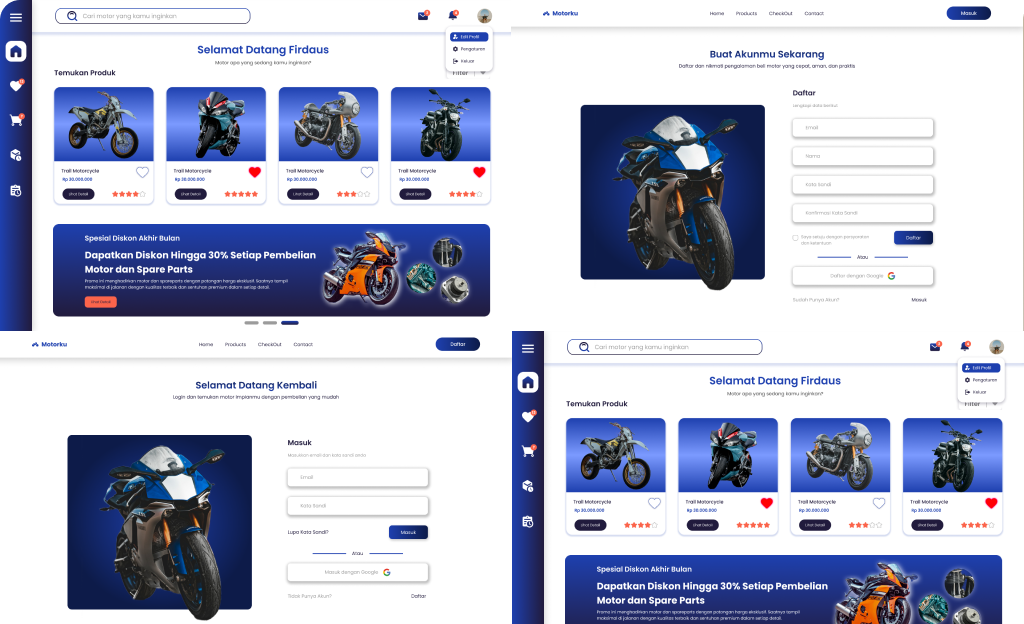 Cari motor yang kamu inginkan
Edit Profil
Pengaturan
Keluar
Selamat Datang Firdaus
Motor apa yang sedang kamu inginkan?
Temukan Produk
Filter
Trail Motorcycle
Rp 30.000.000
Lihat Detail
Trail Motorcycle
Rp 30.000.000
Lihat Detail
Trail Motorcycle
Rp 30.000.000
Lihat Detail
Trail Motorcycle
Rp 30.000.000
Lihat Detail
Spesial Diskon Akhir Bulan
Dapatkan Diskon Hingga 30% Setiap Pembelian
Motor dan Spare Parts
Promo ini menghadirkan motor dan spareparts dengan potongan harga eksklusif. Saatnya tampil
maksimal di jalanan dengan kualitas terbaik dan sentuhan premium dalam setiap detail.
Lihat Detail
Motorku
Home
Products
CheckOut
Contact
Masuk
Buat Akunmu Sekarang
Daftar dan nikmati pengalaman beli motor yang cepat, aman, dan praktis
Daftar
Lengkapi data kamu!
Email
Nama
Kata Sandi
Konfirmasi Kata Sandi
Saya setuju dengan persyaratan
dan ketentuan
Daftar
Atau
Daftar dengan Google
Sudah Punya Akun?
Masuk
Motorku
Home
Products
CheckOut
Contact
Daftar
Selamat Datang Kembali
Login dan temukan motor impianmu dengan pembelian yang mudah
Masuk
Masukkan email dan kata sandi anda
Email
Kata Sandi
Lupa Kata Sandi?
Masuk
Atau
Masuk dengan Google
Tidak Punya Akun?
Daftar
Cari motor yang kamu inginkan
Edit Profil
Pengaturan
Keluar
Selamat Datang Firdaus
Motor apa yang sedang kamu inginkan?
Temukan Produk
Filter
Trail Motorcycle
Rp 30.000.000
Lihat Detail
Trail Motorcycle
Rp 30.000.000
Lihat Detail
Trail Motorcycle
Rp 30.000.000
Lihat Detail
Trail Motorcycle
Rp 30.000.000
Lihat Detail
Spesial Diskon Akhir Bulan
Dapatkan Diskon Hingga 30% Setiap Pembelian
Motor dan Spare Parts
Promo ini menghadirkan motor dan spareparts dengan potongan harga eksklusif. Saatnya tampil
maksimal di jalanan dengan kualitas terbaik dan sentuhan premium dalam setiap detail.